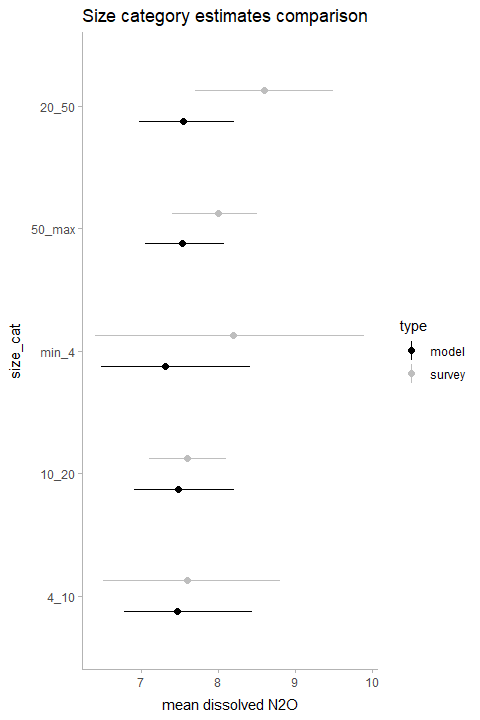 Size category estimates comparison
20_50
50_max
min_4
10_20
4_10
size_cat
7 8 9 10
mean dissolved N2O
type
model
survey